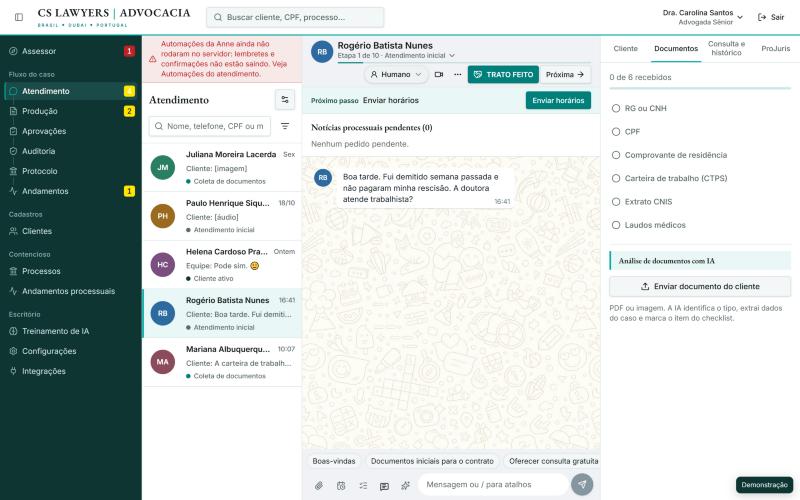 CS LAWYERS | ADVOCACIA
BRASIL • DUBAI • PORTUGAL
Buscar cliente, CPF, processo...
Dra. Carolina Santos
Advogada Sênior
Sair
Assessor
1
Fluxo do caso
Atendimento
4
Produção
2
Aprovações
Auditoria
Protocolo
Andamentos
1
Cadastros
Clientes
Contencioso
Processos
Andamentos processuais
Escritório
Treinamento de IA
Configurações
Integrações
Automações da Anne ainda não
rodaram no servidor: lembretes e
confirmações não estão saindo. Veja
Automações do atendimento.
Atendimento
Nome, telefone, CPF ou m
JM
Juliana Moreira Lacerda
Sex
Cliente: [imagem]
Coleta de documentos
PH
Paulo Henrique Siqu...
18/10
Cliente: [áudio]
Atendimento inicial
HC
Helena Cardoso Pra...
Ontem
Equipe: Pode sim. 😊
Cliente ativo
RB
Rogério Batista Nunes
16:41
Cliente: Boa tarde. Fui demiti...
Atendimento inicial
MA
Mariana Albuquerqu...
10:07
Cliente: A carteira de trabalh...
Coleta de documentos
RB
Rogério Batista Nunes
Etapa 1 de 10 · Atendimento inicial
Humano
TRATO FEITO
Próxima
Próximo passo Enviar horários
Enviar horários
Notícias processuais pendentes (0)
Nenhum pedido pendente.
RB
Boa tarde. Fui demitido semana passada e
não pagaram minha rescisão. A doutora
atende trabalhista?
16:41
Boas-vindas
Documentos iniciais para o contrato
Oferecer consulta gratuita
Mensagem ou / para atalhos
Cliente
Documentos
Consulta e
histórico
ProJuris
0 de 6 recebidos
RG ou CNH
CPF
Comprovante de residência
Carteira de trabalho (CTPS)
Extrato CNIS
Laudos médicos
Análise de documentos com IA
Enviar documento do cliente
PDF ou imagem. A IA identifica o tipo, extrai dados
do caso e marca o item do checklist.
Demonstração